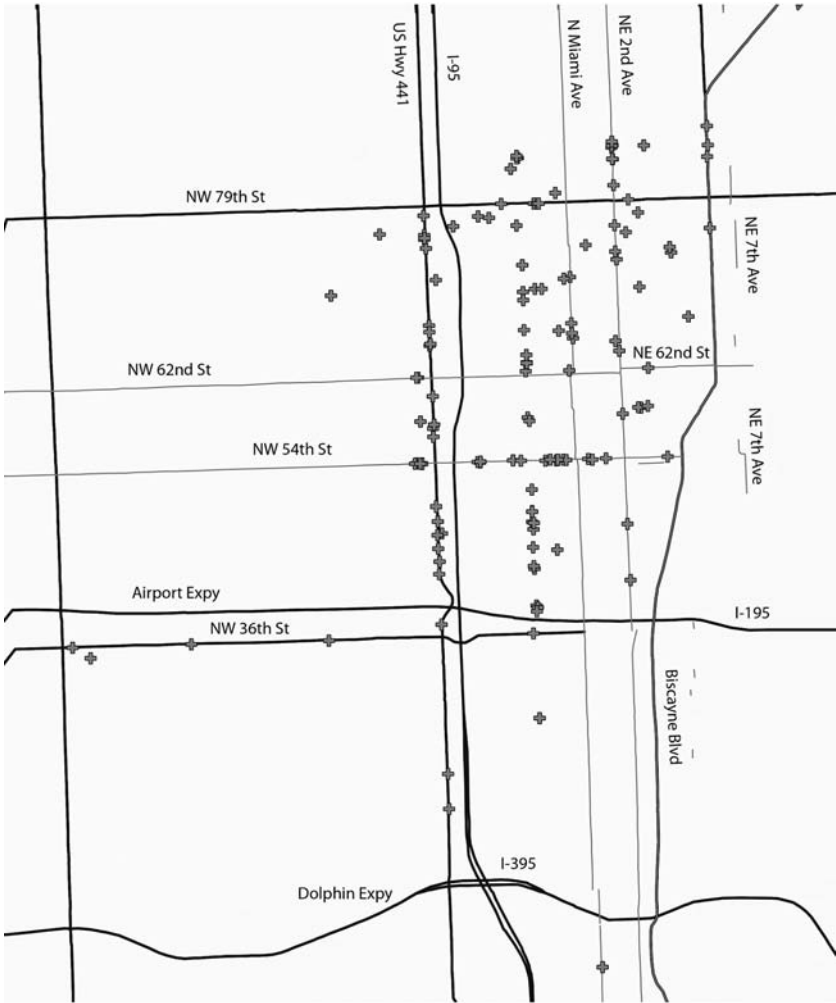 US Hwy 441
I-95
N Miami Ave
NE 2nd Ave
NW 79th St
NE 7th Ave
NE 62nd St
NW 62nd St
NE 7th Ave
NW 54th St
Airport Expy
I-195
NW 36th St
Biscayne Blvd
I-395
Dolphin Expy